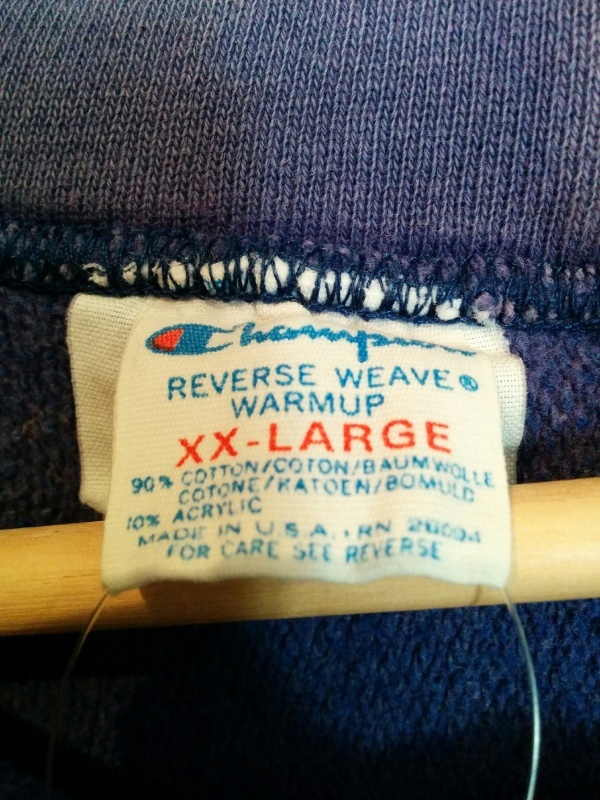 Champion
REVERSE WEAVE®
WARMUP
XX-LARGE
90% COTTON/COTON/BAUMWOLLE
COTONE/KATOEN/BOMULD
10% ACRYLIC
MADE IN U.S.A. · RN 26094
FOR CARE SEE REVERSE